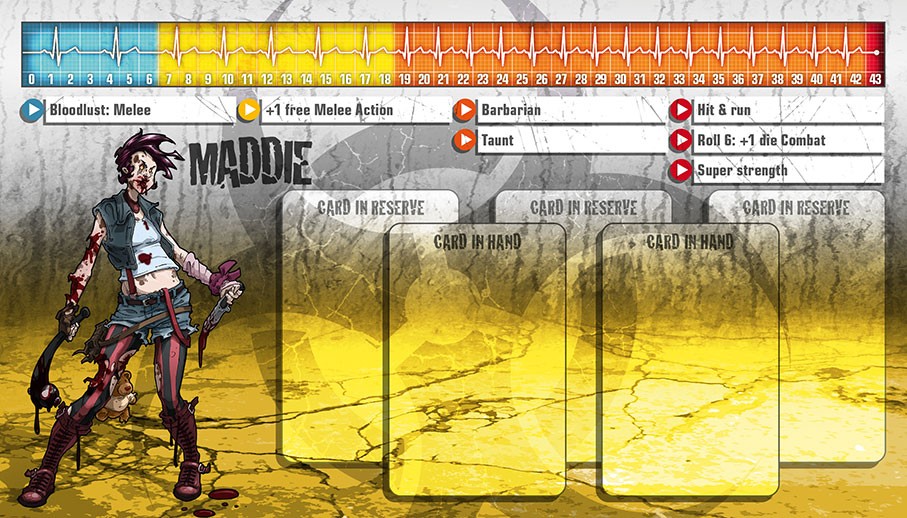 0 1 2 3 4 5 6 7 8 9 10 11 12 13 14 15 16 17 18 19 20 21 22 23 24 25 26 27 28 29 30 31 32 33 34 35 36 37 38 39 40 41 42 43
Bloodlust: Melee
+1 free Melee Action
Barbarian
Taunt
Hit & run
Roll 6: +1 die Combat
Super strength
MADDIE
CARD IN RESERVE
CARD IN RESERVE
CARD IN RESERVE
CARD IN HAND
CARD IN HAND